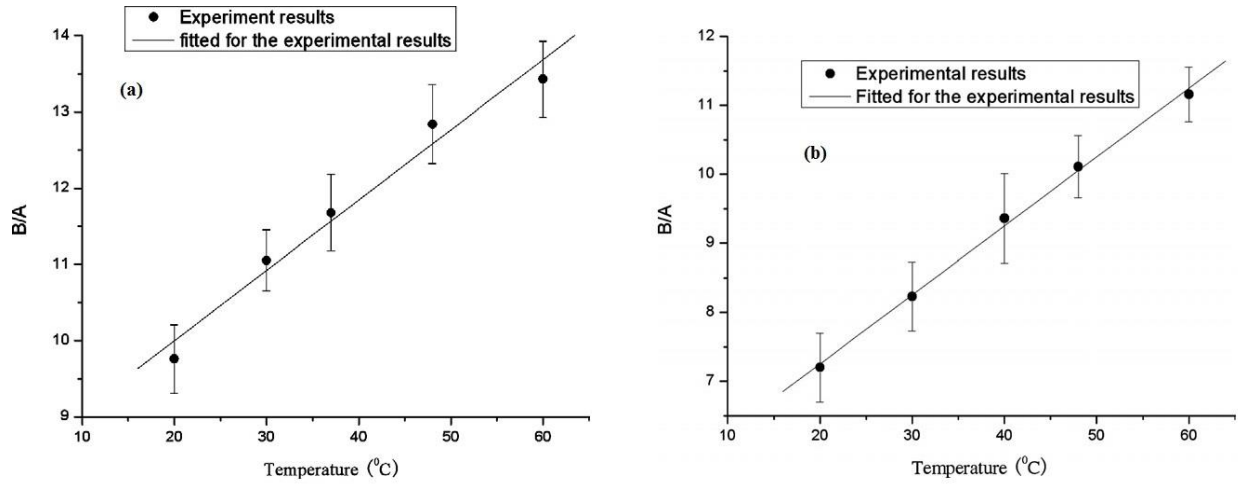 Experiment results
fitted for the experimental results
(a)
14
13
12
11
10
9
B/A
10 20 30 40 50 60
Temperature (⁰C)
Experimental results
Fitted for the experimental results
(b)
12
11
10
9
8
7
B/A
10 20 30 40 50 60
Temperature (⁰C)